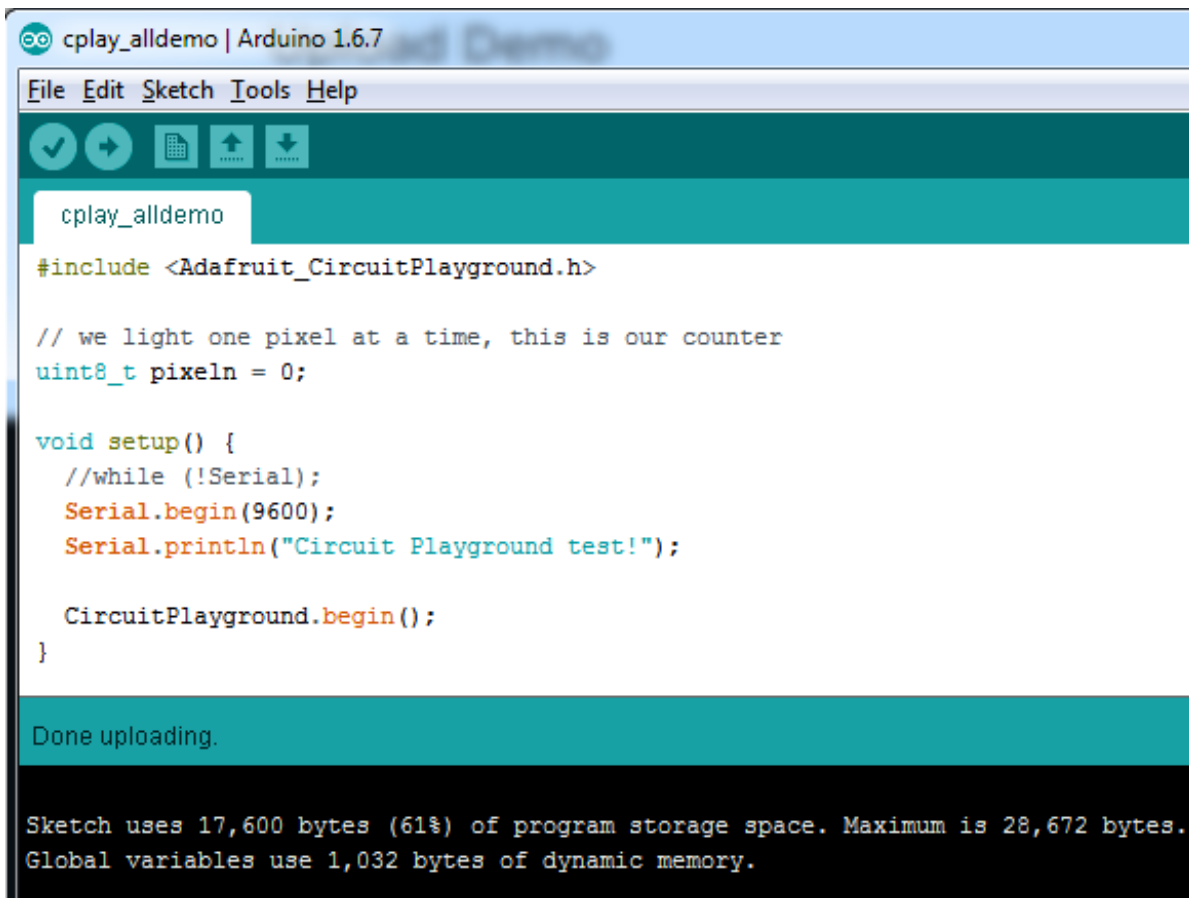 cplay_alldemo | Arduino 1.6.7
Upload Demo
File Edit Sketch Tools Help
cplay_alldemo
#include <Adafruit_CircuitPlayground.h>
// we light one pixel at a time, this is our counter
uint8_t pixeln = 0;
void setup() {
  //while (!Serial);
  Serial.begin(9600);
  Serial.println("Circuit Playground test!");
  CircuitPlayground.begin();
}
Done uploading.
Sketch uses 17,600 bytes (61%) of program storage space. Maximum is 28,672 bytes.
Global variables use 1,032 bytes of dynamic memory.